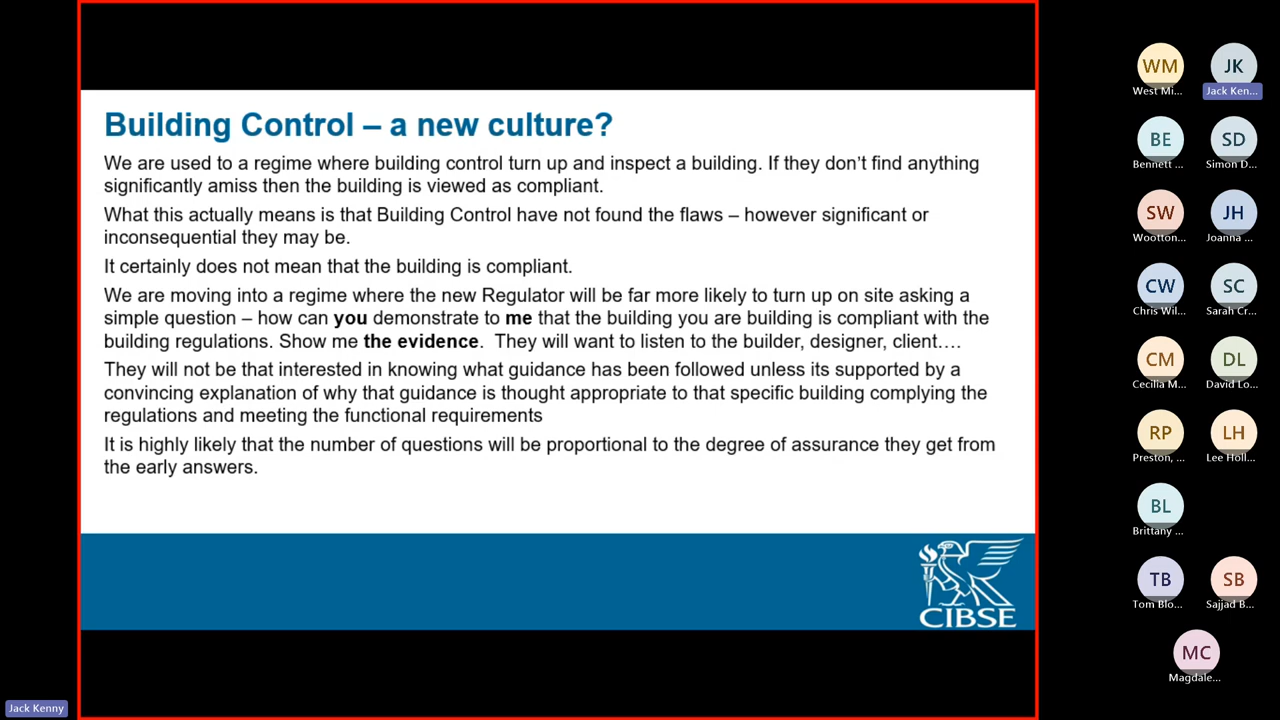 Building Control – a new culture?
We are used to a regime where building control turn up and inspect a building. If they don't find anything
significantly amiss then the building is viewed as compliant.
What this actually means is that Building Control have not found the flaws – however significant or
inconsequential they may be.
It certainly does not mean that the building is compliant.
We are moving into a regime where the new Regulator will be far more likely to turn up on site asking a
simple question – how can you demonstrate to me that the building you are building is compliant with the
building regulations. Show me the evidence.  They will want to listen to the builder, designer, client….
They will not be that interested in knowing what guidance has been followed unless its supported by a
convincing explanation of why that guidance is thought appropriate to that specific building complying the
regulations and meeting the functional requirements
It is highly likely that the number of questions will be proportional to the degree of assurance they get from
the early answers.
CIBSE
WM JK
West Mi... Jack Ken...
BE SD
Bennett ... Simon D...
SW JH
Wootton... Joanna ...
CW SC
Chris Wil... Sarah Cr...
CM DL
Cecilia M... David Lo...
RP LH
Preston, ... Lee Holl...
BL
Brittany ...
TB SB
Tom Blo... Sajjad B...
MC
Magdale...
Jack Kenny